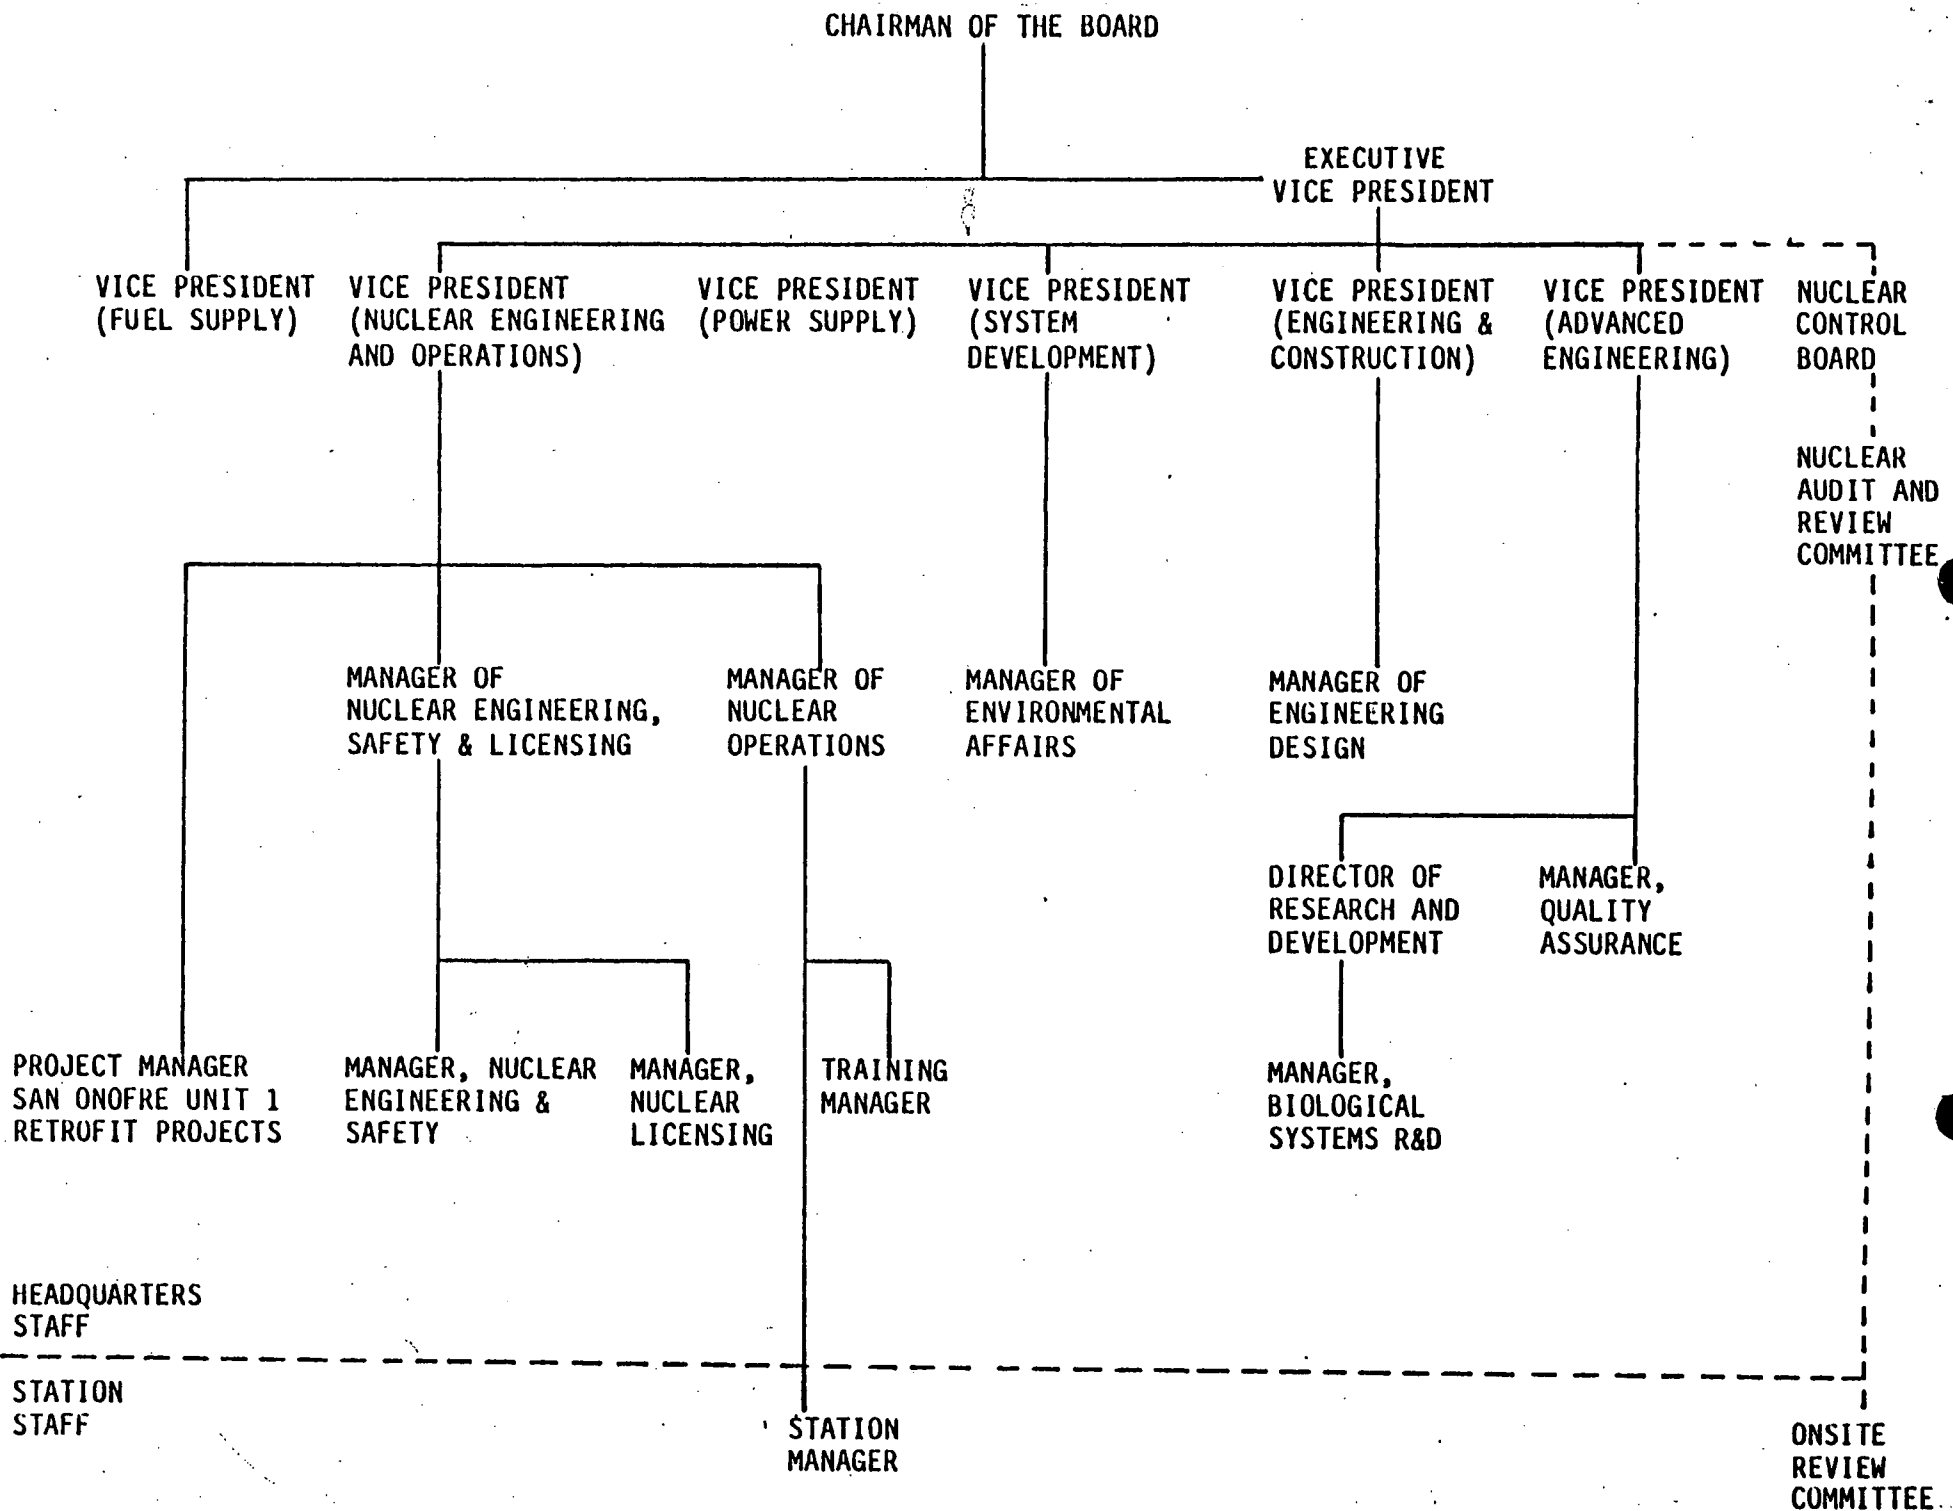 CHAIRMAN OF THE BOARD
EXECUTIVE
VICE PRESIDENT
VICE PRESIDENT
(FUEL SUPPLY)
VICE PRESIDENT
(NUCLEAR ENGINEERING
AND OPERATIONS)
VICE PRESIDENT
(POWER SUPPLY)
VICE PRESIDENT
(SYSTEM
DEVELOPMENT)
VICE PRESIDENT
(ENGINEERING &
CONSTRUCTION)
VICE PRESIDENT
(ADVANCED
ENGINEERING)
NUCLEAR
CONTROL
BOARD
NUCLEAR
AUDIT AND
REVIEW
COMMITTEE
MANAGER OF
NUCLEAR ENGINEERING,
SAFETY & LICENSING
MANAGER OF
NUCLEAR
OPERATIONS
MANAGER OF
ENVIRONMENTAL
AFFAIRS
MANAGER OF
ENGINEERING
DESIGN
DIRECTOR OF
RESEARCH AND
DEVELOPMENT
MANAGER,
QUALITY
ASSURANCE
PROJECT MANAGER
SAN ONOFRE UNIT 1
RETROFIT PROJECTS
MANAGER, NUCLEAR
ENGINEERING &
SAFETY
MANAGER,
NUCLEAR
LICENSING
TRAINING
MANAGER
MANAGER,
BIOLOGICAL
SYSTEMS R&D
HEADQUARTERS
STAFF
STATION
STAFF
STATION
MANAGER
ONSITE
REVIEW
COMMITTEE